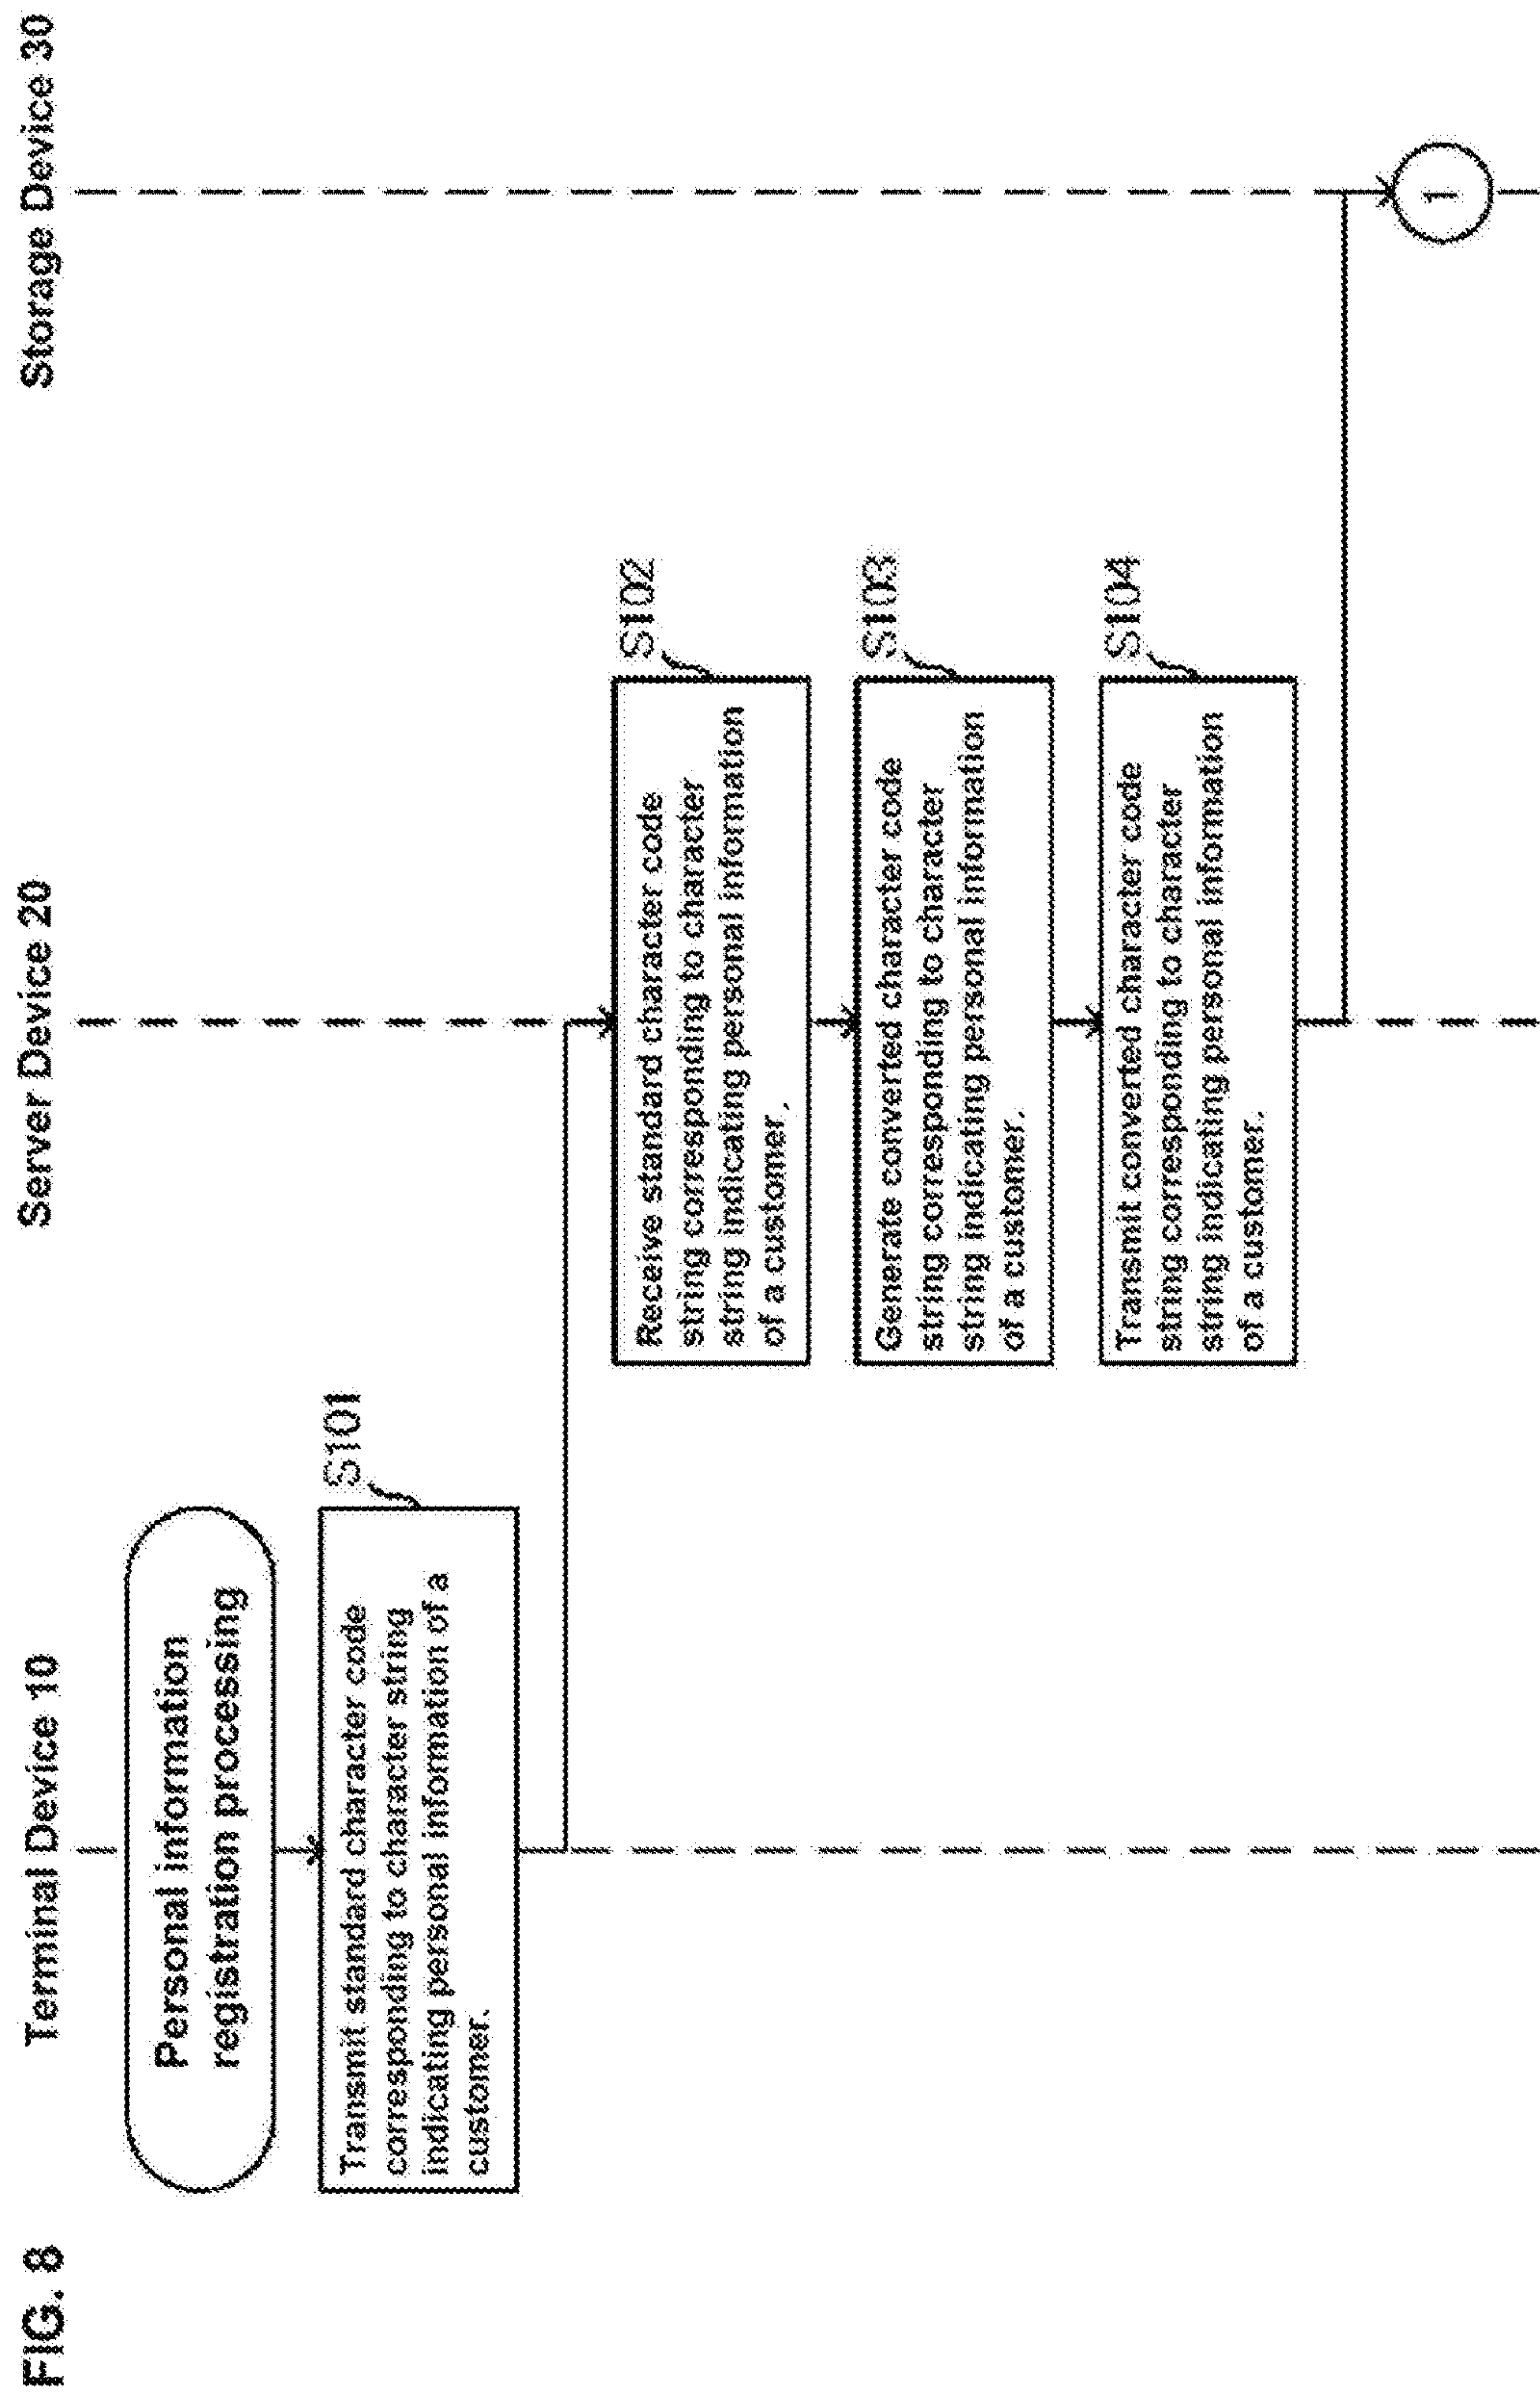 FIG. 8
Terminal Device 10
Server Device 20
Storage Device 30
Personal information
registration processing
S101
Transmit standard character code
corresponding to character string
indicating personal information of a
customer.
S102
Receive standard character code
string corresponding to character
string indicating personal information
of a customer.
S103
Generate converted character code
string corresponding to character
string indicating personal information
of a customer.
S104
Transmit converted character code
string corresponding to character
string indicating personal information
of a customer.
1